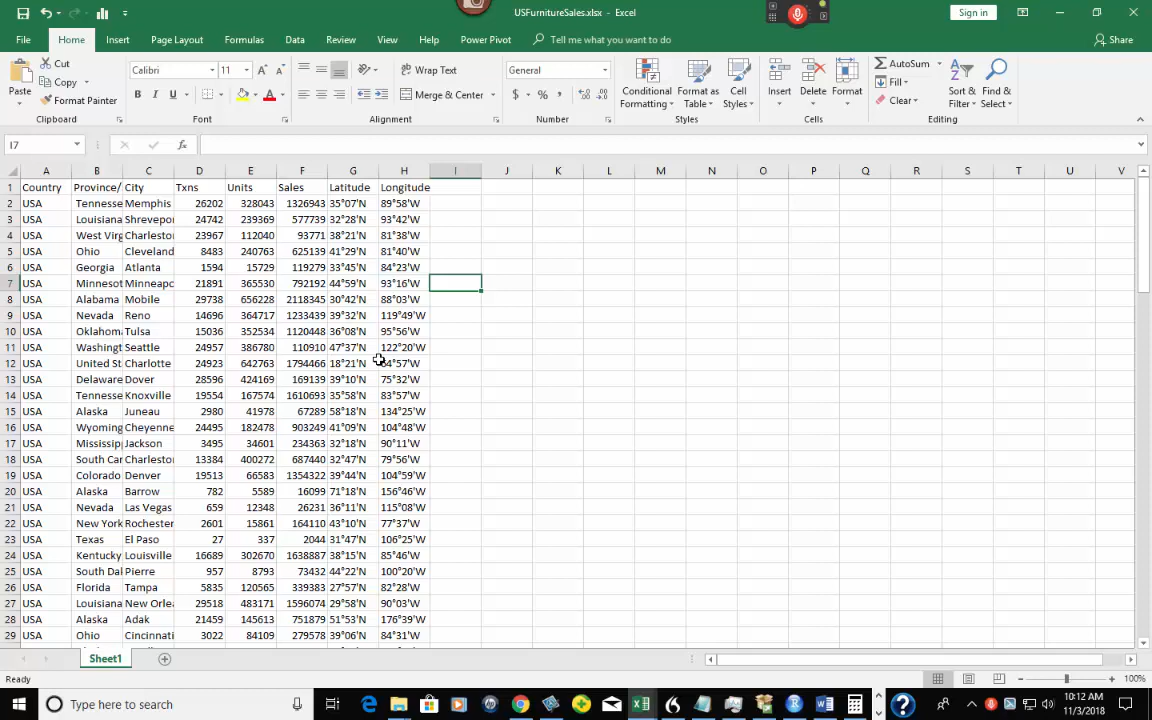 USFurnitureSales.xlsx - Excel
Sign in
File Home Insert Page Layout Formulas Data Review View Help Power Pivot Tell me what you want to do Share
Paste Cut Copy Format Painter Clipboard
Calibri 11 B I U A Font
Wrap Text Merge & Center Alignment
General $ % , Number
Conditional Formatting Format as Table Cell Styles Styles
Insert Delete Format Cells
AutoSum Fill Clear Sort & Filter Find & Select Editing
I7 fx
A B C D E F G H I J K L M N O P Q R S T U V
1 Country Province/ City Txns Units Sales Latitude Longitude
2 USA Tennesse Memphis 26202 328043 1326943 35°07'N 89°58'W
3 USA Louisiana Shrevepor 24742 239369 577739 32°28'N 93°42'W
4 USA West Virg Charleston 23967 112040 93771 38°21'N 81°38'W
5 USA Ohio Cleveland 8483 240763 625139 41°29'N 81°40'W
6 USA Georgia Atlanta 1594 15729 119279 33°45'N 84°23'W
7 USA Minnesot Minneapo 21891 365530 792192 44°59'N 93°16'W
8 USA Alabama Mobile 29738 656228 2118345 30°42'N 88°03'W
9 USA Nevada Reno 14696 364717 1233439 39°32'N 119°49'W
10 USA Oklahoma Tulsa 15036 352534 1120448 36°08'N 95°56'W
11 USA Washingt Seattle 24957 386780 110910 47°37'N 122°20'W
12 USA United St Charlotte 24923 642763 1794466 18°21'N 64°57'W
13 USA Delaware Dover 28596 424169 169139 39°10'N 75°32'W
14 USA Tennesse Knoxville 19554 167574 1610693 35°58'N 83°57'W
15 USA Alaska Juneau 2980 41978 67289 58°18'N 134°25'W
16 USA Wyoming Cheyenne 24495 182478 903249 41°09'N 104°48'W
17 USA Mississip Jackson 3495 34601 234363 32°18'N 90°11'W
18 USA South Car Charleston 13384 400272 687440 32°47'N 79°56'W
19 USA Colorado Denver 19513 66583 1354322 39°44'N 104°59'W
20 USA Alaska Barrow 782 5589 16099 71°18'N 156°46'W
21 USA Nevada Las Vegas 659 12348 26231 36°11'N 115°08'W
22 USA New York Rochester 2601 15861 164110 43°10'N 77°37'W
23 USA Texas El Paso 27 337 2044 31°47'N 106°25'W
24 USA Kentucky Louisville 16689 302670 1638887 38°15'N 85°46'W
25 USA South Dak Pierre 957 8793 73432 44°22'N 100°20'W
26 USA Florida Tampa 5835 120565 339383 27°57'N 82°28'W
27 USA Louisiana New Orlea 29518 483171 1596074 29°58'N 90°03'W
28 USA Alaska Adak 21459 145613 751879 51°53'N 176°39'W
29 USA Ohio Cincinnati 3022 84109 279578 39°06'N 84°31'W
Sheet1
Ready 100%
Type here to search
10:12 AM
11/3/2018